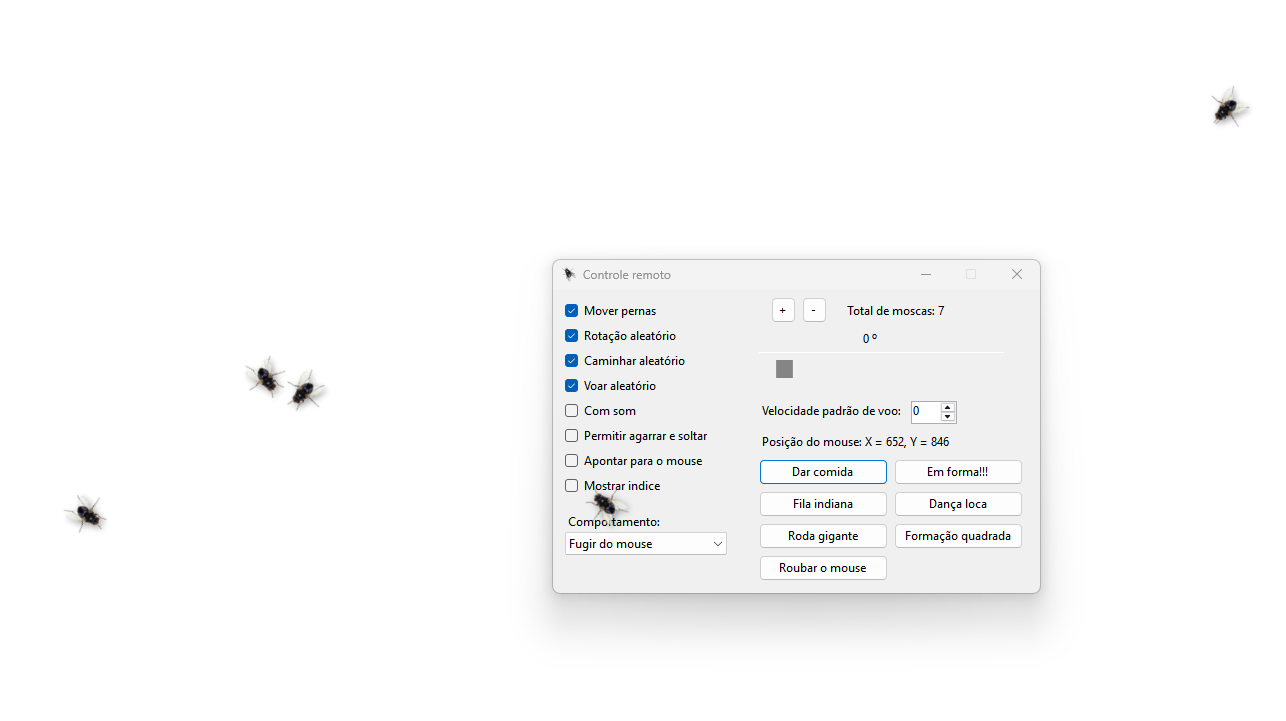 Controle remoto
Mover pernas
Rotação aleatório
Caminhar aleatório
Voar aleatório
Com som
Permitir agarrar e soltar
Apontar para o mouse
Mostrar indice
Comportamento:
Fugir do mouse
+ - Total de moscas: 7
0 º
Velocidade padrão de voo: 0
Posição do mouse: X = 652, Y = 846
Dar comida Em forma!!!
Fila indiana Dança loca
Roda gigante Formação quadrada
Roubar o mouse